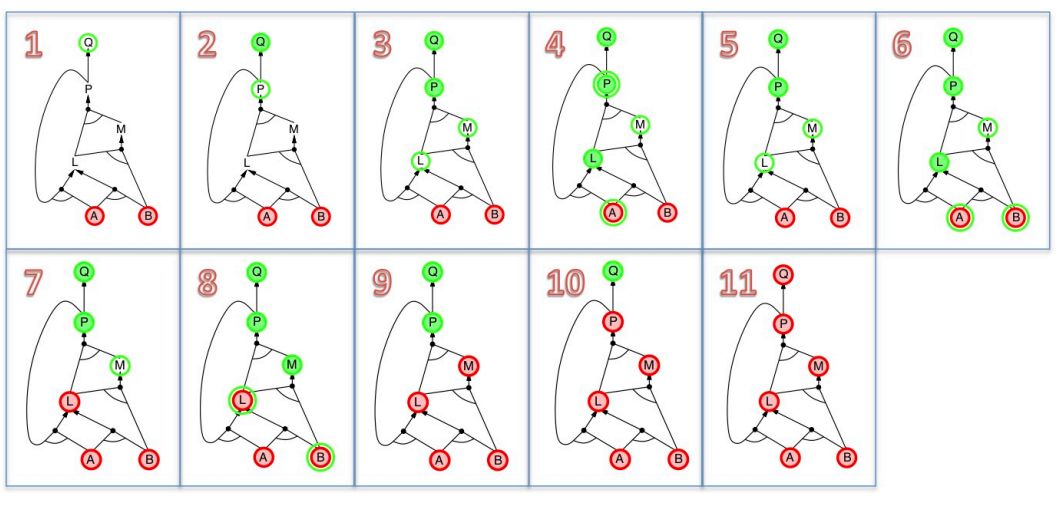 1 2 3 4 5 6
Q Q Q Q Q Q
P P P P P P
M M M M M M
L L L L L L
A B A B A B A B A B A B
7 8 9 10 11
Q Q Q Q Q
P P P P P
M M M M M
L L L L L
A B A B A B A B A B